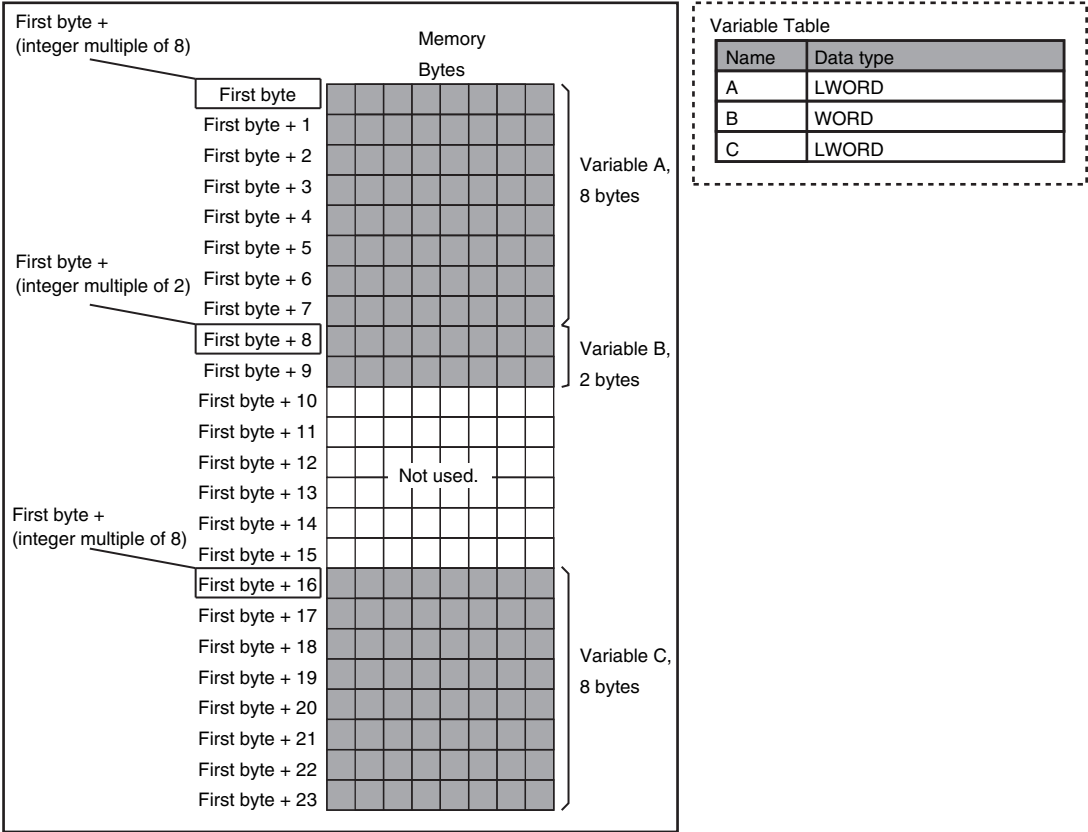 First byte +
(integer multiple of 8)
Memory
Bytes
First byte
First byte + 1
First byte + 2
First byte + 3
First byte + 4
First byte + 5
First byte + 6
First byte + 7
Variable A,
8 bytes
First byte +
(integer multiple of 2)
First byte + 8
First byte + 9
Variable B,
2 bytes
First byte + 10
First byte + 11
First byte + 12
First byte + 13
First byte + 14
First byte + 15
Not used.
First byte +
(integer multiple of 8)
First byte + 16
First byte + 17
First byte + 18
First byte + 19
First byte + 20
First byte + 21
First byte + 22
First byte + 23
Variable C,
8 bytes
Variable Table
Name Data type
A LWORD
B WORD
C LWORD